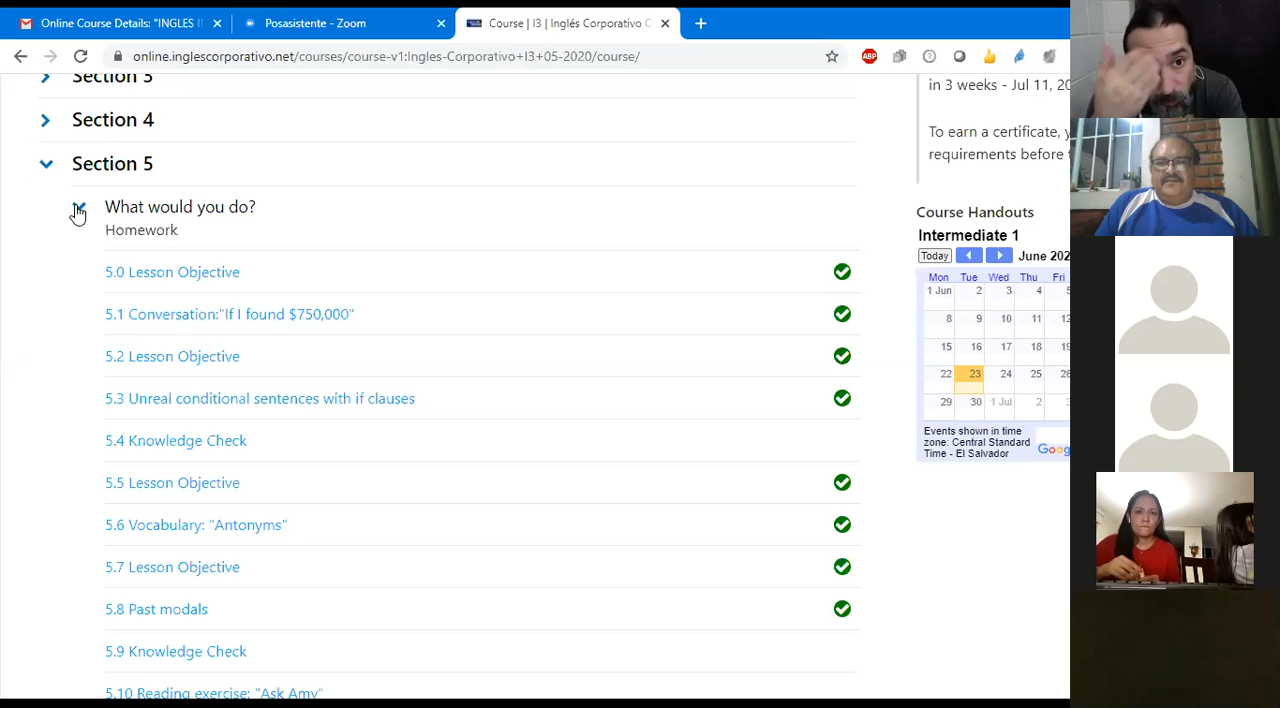 Online Course Details: "INGLES I
Posasistente - Zoom
Course | I3 | Inglés Corporativo C
online.inglescorporativo.net/courses/course-v1:Ingles-Corporativo+I3+05-2020/course/
ABP
Section 3
Section 4
Section 5
What would you do?
Homework
5.0 Lesson Objective
5.1 Conversation:"If I found $750,000"
5.2 Lesson Objective
5.3 Unreal conditional sentences with if clauses
5.4 Knowledge Check
5.5 Lesson Objective
5.6 Vocabulary: "Antonyms"
5.7 Lesson Objective
5.8 Past modals
5.9 Knowledge Check
5.10 Reading exercise: "Ask Amy"
in 3 weeks - Jul 11, 20
To earn a certificate, y
requirements before t
Course Handouts
Intermediate 1
Today June 202
Mon Tue Wed Thu Fri
1 Jun 2 3 4 5
8 9 10 11 12
15 16 17 18 19
22 23 24 25 26
29 30 1 Jul 2 3
Events shown in time
zone: Central Standard
Time - El Salvador
Goog